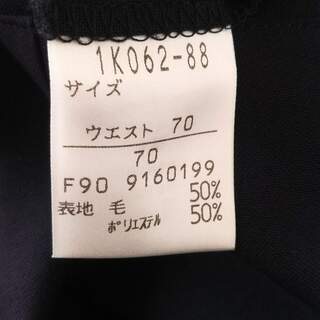 1K062-88
サイズ
ウエスト 70
70
F90 9160199
表地 毛 50%
ポリエステル 50%